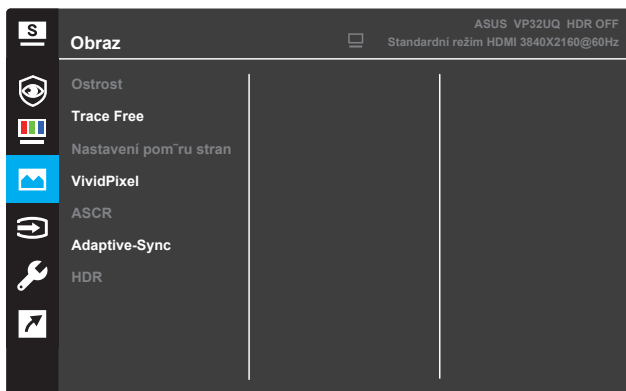 S
ASUS VP32UQ HDR OFF
Obraz
Standardní režim HDMI 3840X2160@60Hz
Ostrost
Trace Free
Nastavení pom˜ru stran
VividPixel
ASCR
Adaptive-Sync
HDR